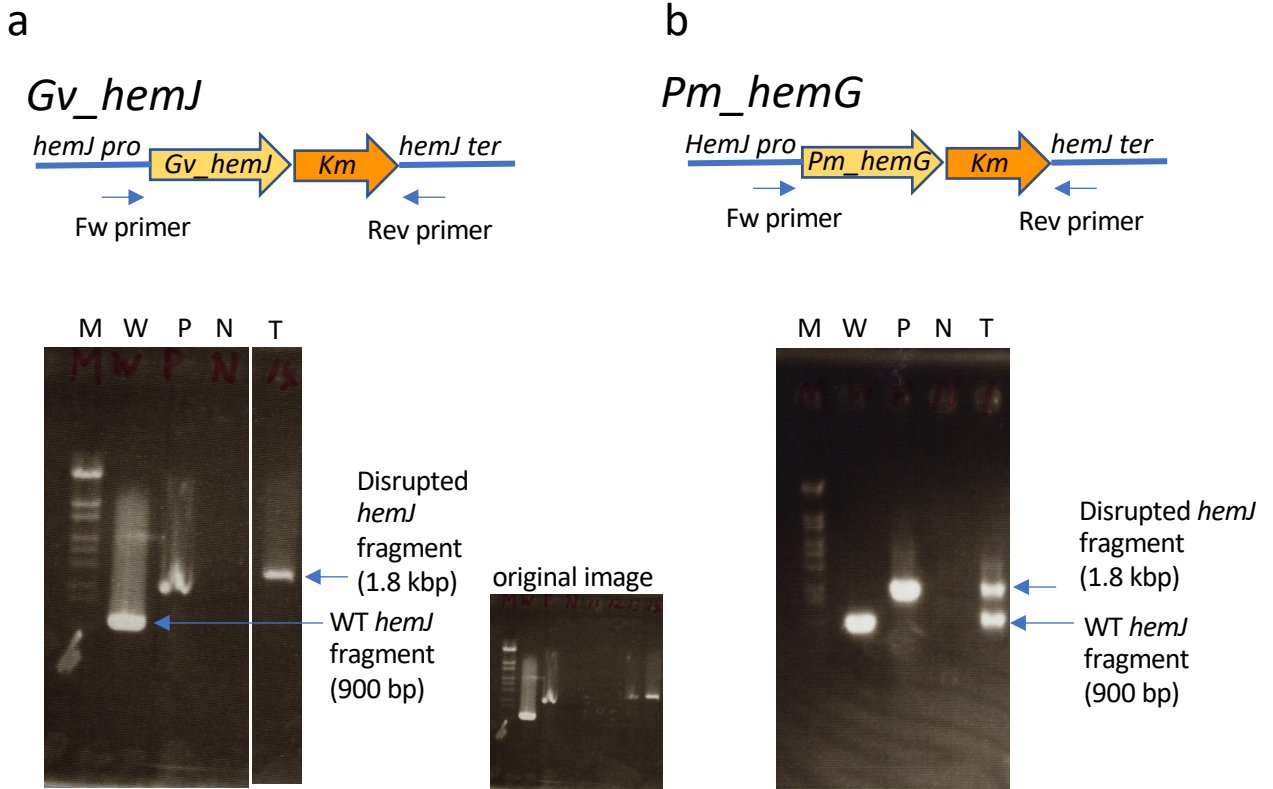 a
Gv_hemJ
hemJ pro
Gv_hemJ
Km
hemJ ter
Fw primer
Rev primer
M W P N T
M W P N
Disrupted
hemJ
fragment
(1.8 kbp)
WT hemJ
fragment
(900 bp)
original image
b
Pm_hemG
HemJ pro
Pm_hemG
Km
hemJ ter
Fw primer
Rev primer
M W P N T
Disrupted hemJ
fragment
(1.8 kbp)
WT hemJ
fragment
(900 bp)